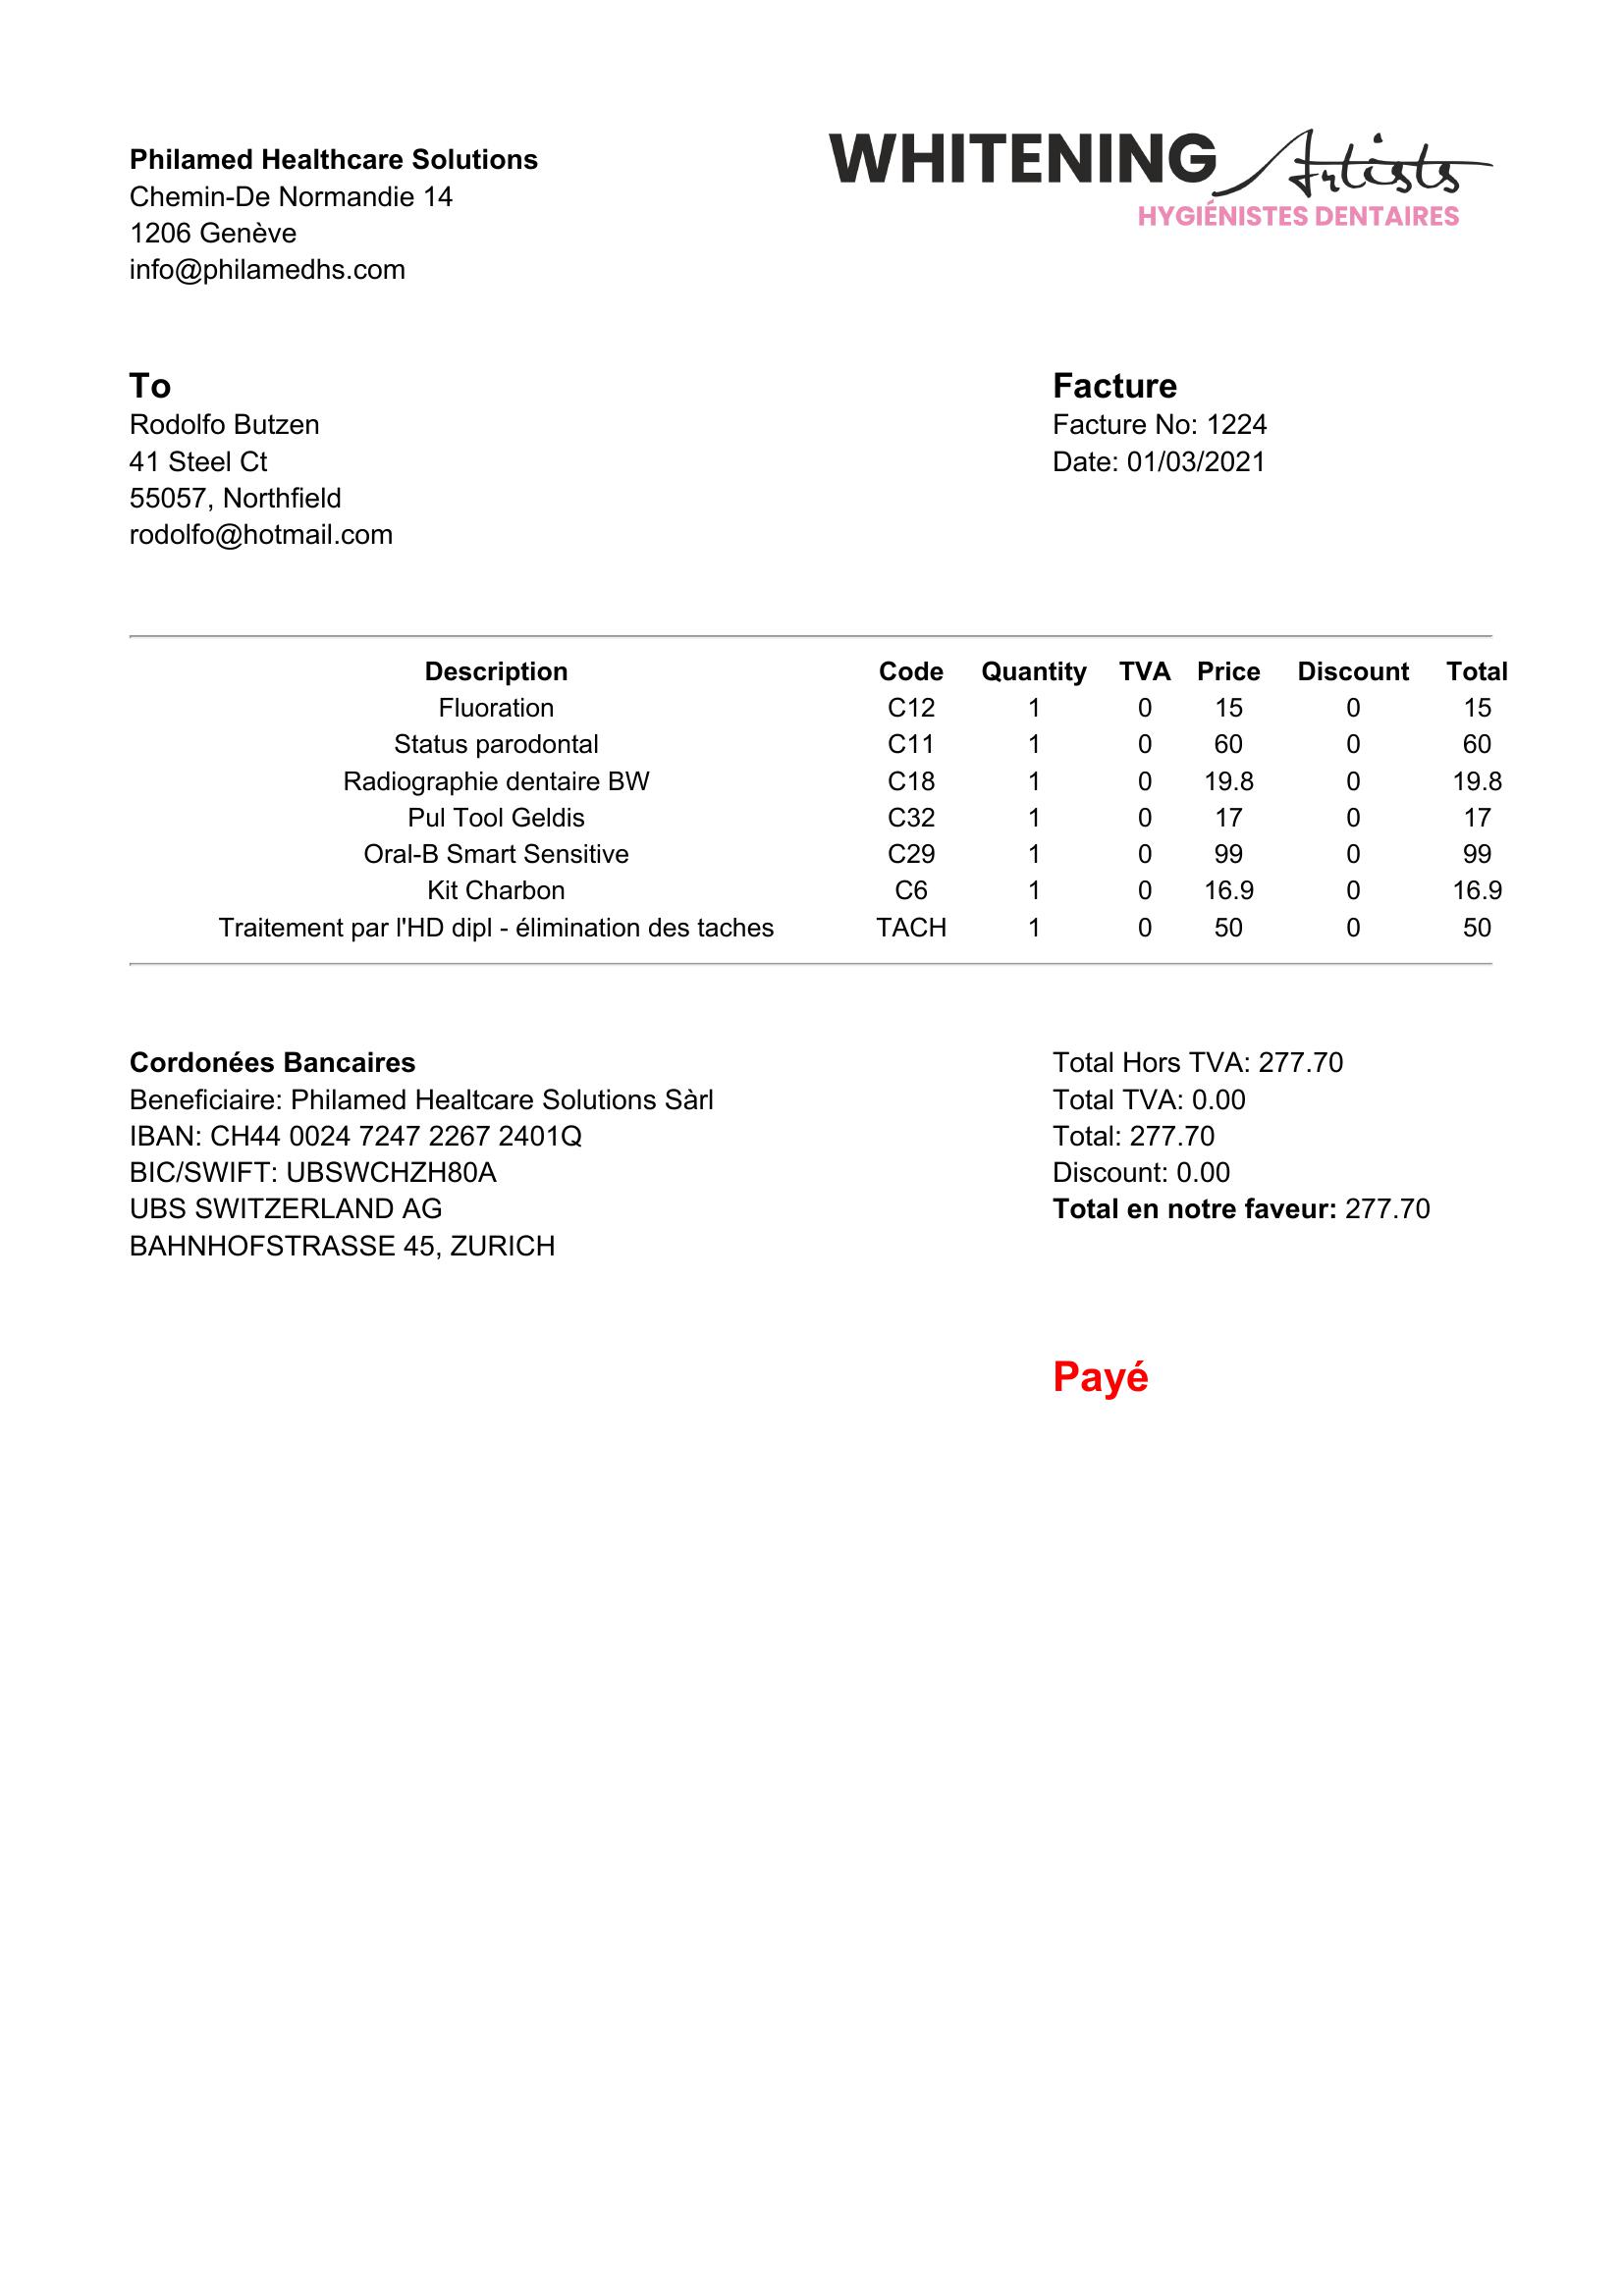 Philamed Healthcare Solutions
Chemin-De Normandie 14
1206 Genève
info@philamedhs.com
WHITENING Artists
HYGIÉNISTES DENTAIRES
To
Rodolfo Butzen
41 Steel Ct
55057, Northfield
rodolfo@hotmail.com
Facture
Facture No: 1224
Date: 01/03/2021
Description Code Quantity TVA Price Discount Total
Fluoration C12 1 0 15 0 15
Status parodontal C11 1 0 60 0 60
Radiographie dentaire BW C18 1 0 19.8 0 19.8
Pul Tool Geldis C32 1 0 17 0 17
Oral-B Smart Sensitive C29 1 0 99 0 99
Kit Charbon C6 1 0 16.9 0 16.9
Traitement par l'HD dipl - élimination des taches TACH 1 0 50 0 50
Cordonées Bancaires
Beneficiaire: Philamed Healtcare Solutions Sàrl
IBAN: CH44 0024 7247 2267 2401Q
BIC/SWIFT: UBSWCHZH80A
UBS SWITZERLAND AG
BAHNHOFSTRASSE 45, ZURICH
Total Hors TVA: 277.70
Total TVA: 0.00
Total: 277.70
Discount: 0.00
Total en notre faveur: 277.70
Payé